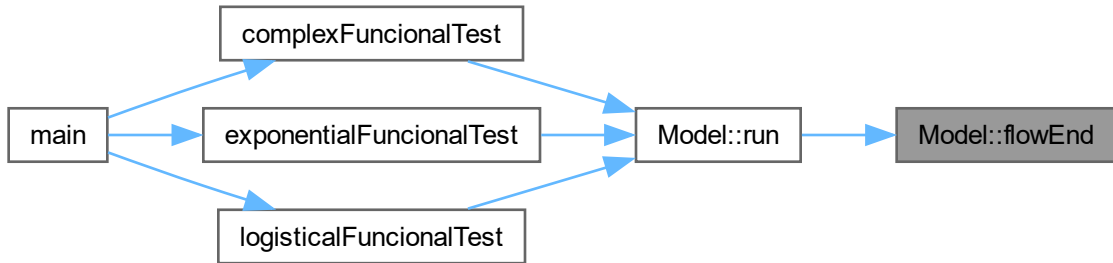 complexFuncionalTest
main
exponentialFuncionalTest
Model::run
Model::flowEnd
logisticalFuncionalTest